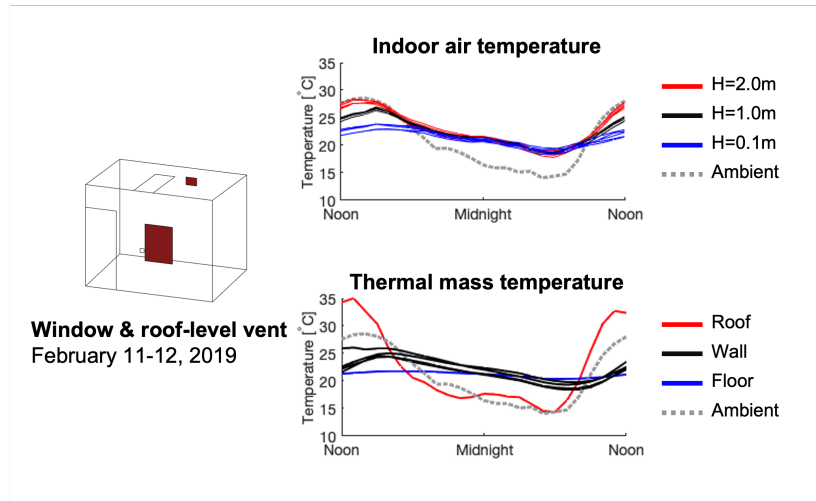 Indoor air temperature
Temperature [°C]
35
30
25
20
15
10
Noon
Midnight
Noon
H=2.0m
H=1.0m
H=0.1m
Ambient
Window & roof-level vent
February 11-12, 2019
Thermal mass temperature
Temperature [°C]
35
30
25
20
15
10
Noon
Midnight
Noon
Roof
Wall
Floor
Ambient